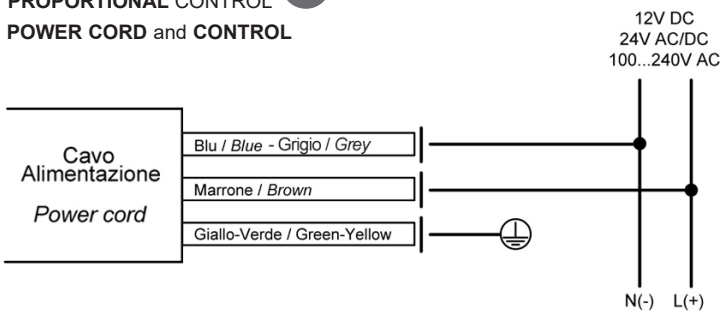 PROPORTIONAL CONTROL
POWER CORD and CONTROL
12V DC
24V AC/DC
100...240V AC
Cavo
Alimentazione
Power cord
Blu / Blue - Grigio / Grey
Marrone / Brown
Giallo-Verde / Green-Yellow
N(-) L(+)